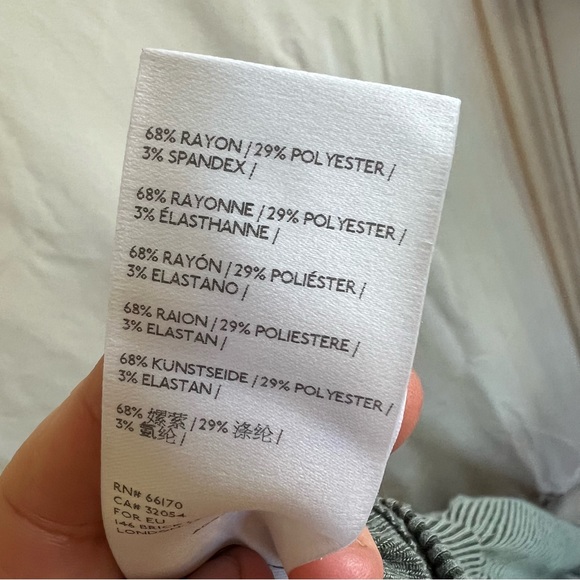 68% RAYON / 29% POLYESTER /
3% SPANDEX /
68% RAYONNE / 29% POLYESTER /
3% ÉLASTHANNE /
68% RAYÓN / 29% POLIÉSTER /
3% ELASTANO /
68% RAION / 29% POLIESTERE /
3% ELASTAN /
68% KUNSTSEIDE / 29% POLYESTER /
3% ELASTAN /
68% 嫘萦 / 29% 涤纶 /
3% 氨纶 /
RN# 66170
CA# 32054
FOR EU
146 BRICK